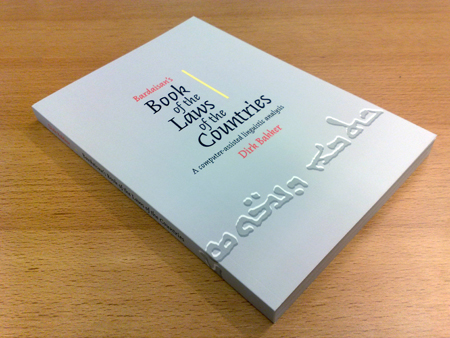 Bardaisan's
Book
of the
Laws
of the
Countries
A computer-assisted linguistic analysis
Dirk Bakker